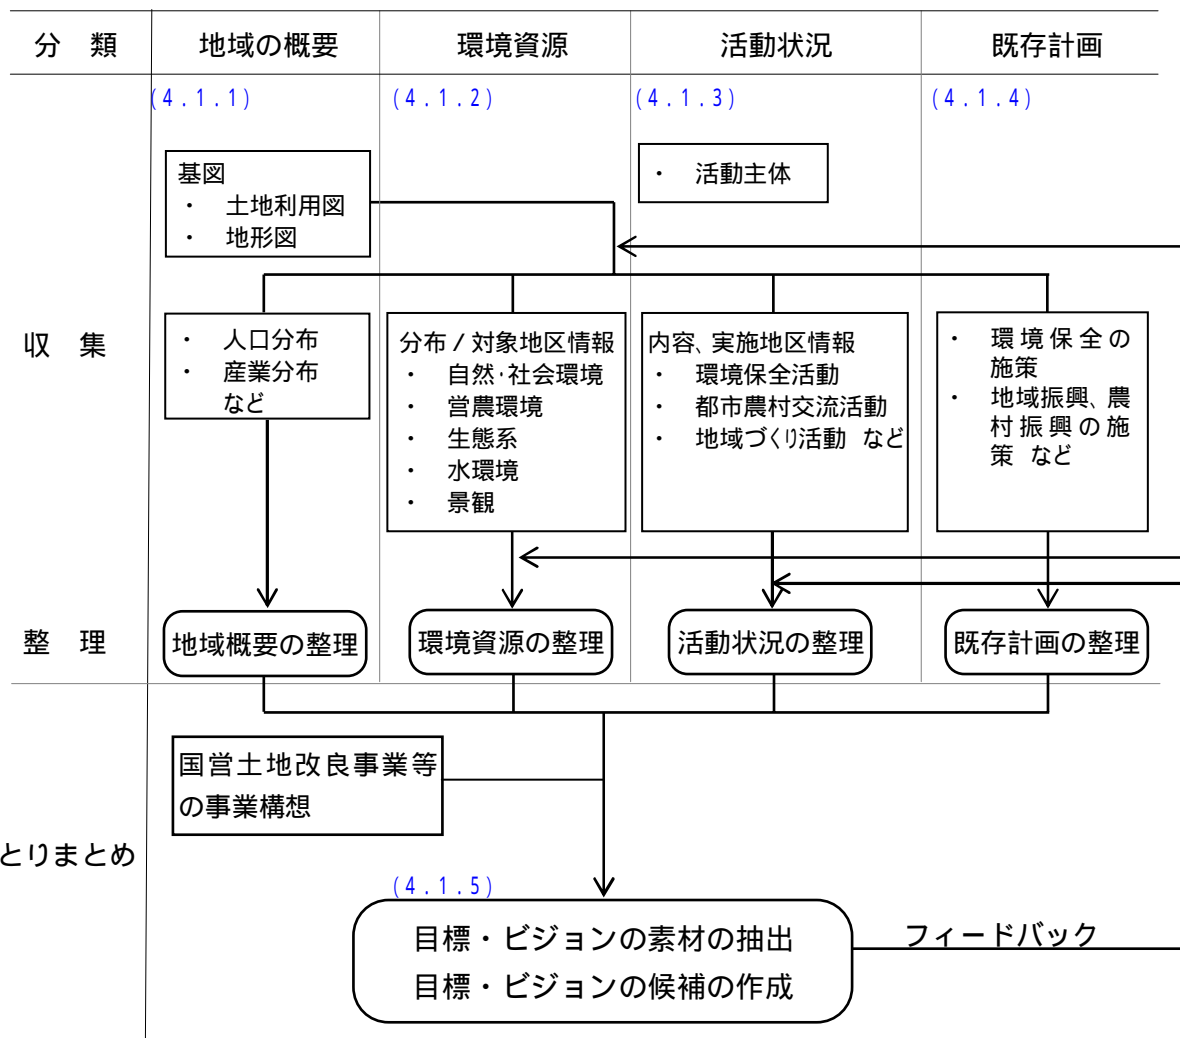 分　類
地域の概要
環境資源
活動状況
既存計画
(4.1.1)
(4.1.2)
(4.1.3)
(4.1.4)
基図
・　土地利用図
・　地形図
・　活動主体
収　集
・　人口分布
・　産業分布
など
分布/対象地区情報
・　自然･社会環境
・　営農環境
・　生態系
・　水環境
・　景観
内容、実施地区情報
・　環境保全活動
・　都市農村交流活動
・　地域づくり活動　など
・　環境保全の
施策
・　地域振興、農
村振興の施
策　など
整　理
地域概要の整理
環境資源の整理
活動状況の整理
既存計画の整理
国営土地改良事業等
の事業構想
とりまとめ
(4.1.5)
目標・ビジョンの素材の抽出
目標・ビジョンの候補の作成
フィードバック